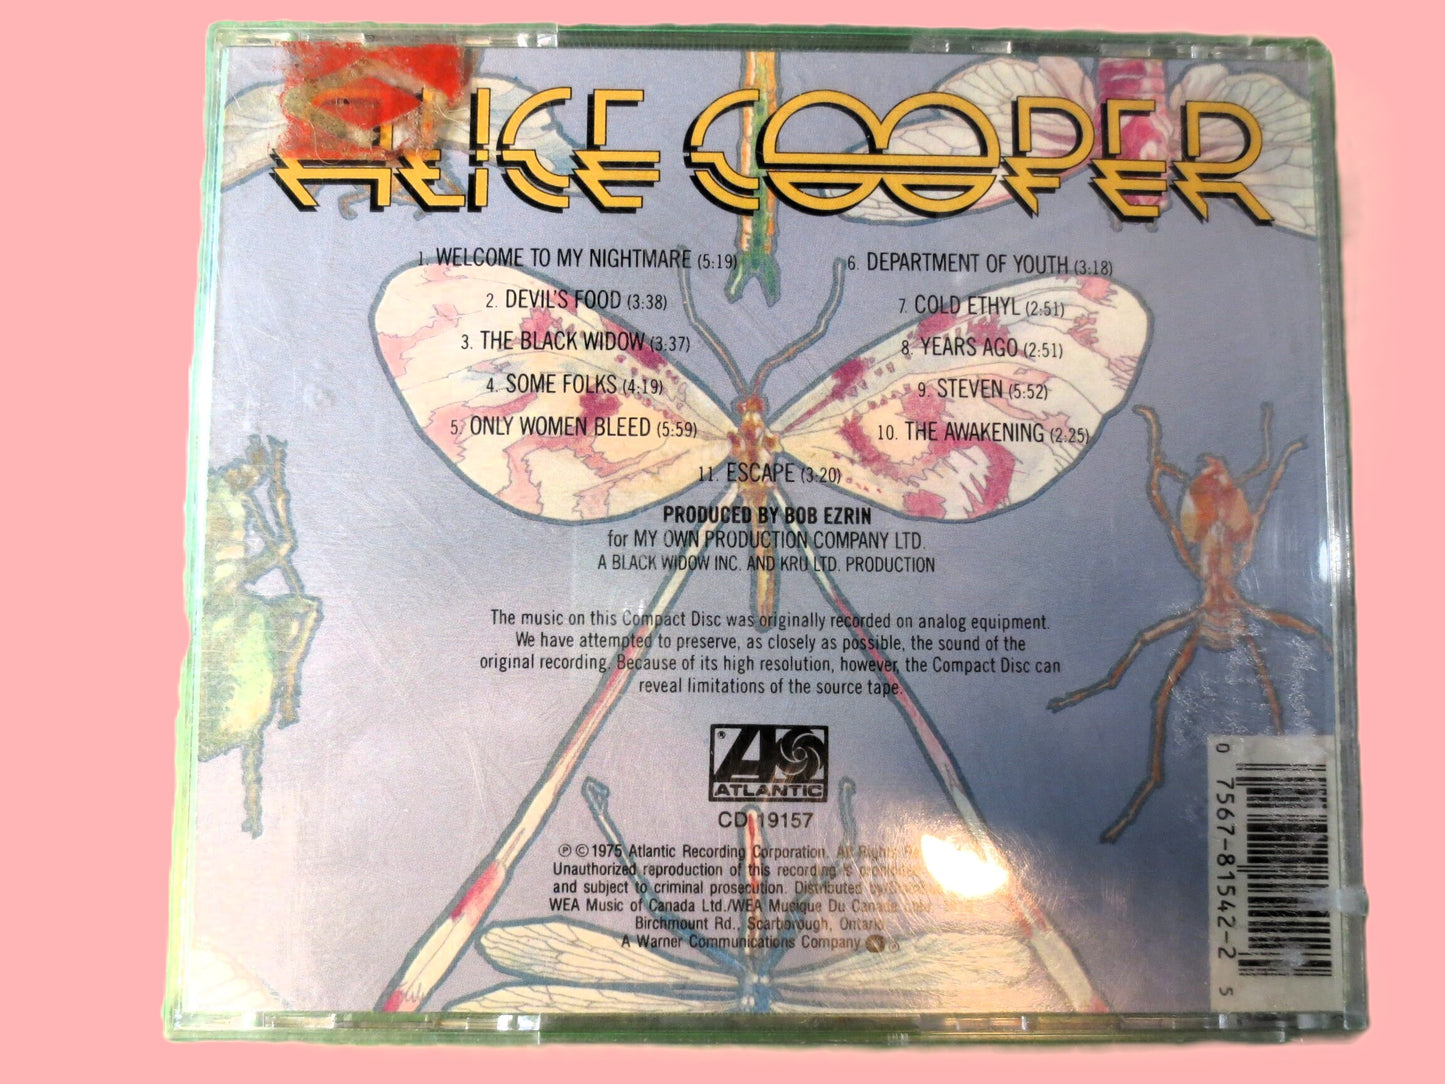 ALICE COOPER
1. WELCOME TO MY NIGHTMARE (5:19)
2. DEVIL'S FOOD (3:38)
3. THE BLACK WIDOW (3:37)
4. SOME FOLKS (4:19)
5. ONLY WOMEN BLEED (5:59)
6. DEPARTMENT OF YOUTH (3:18)
7. COLD ETHYL (2:51)
8. YEARS AGO (2:51)
9. STEVEN (5:52)
10. THE AWAKENING (2:25)
11. ESCAPE (3:20)
PRODUCED BY BOB EZRIN
for MY OWN PRODUCTION COMPANY LTD.
A BLACK WIDOW INC. AND KRU LTD. PRODUCTION
The music on this Compact Disc was originally recorded on analog equipment.
We have attempted to preserve, as closely as possible, the sound of the
original recording. Because of its high resolution, however, the Compact Disc can
reveal limitations of the source tape.
®
ATLANTIC
CD 19157
℗ © 1975 Atlantic Recording Corporation. All Rights
Unauthorized reproduction of this recording is
and subject to criminal prosecution. Distributed by
WEA Music of Canada Ltd./WEA Musique Du Canada
Birchmount Rd., Scarborough, Ontario
A Warner Communications Company
0 7567-81542-2 5